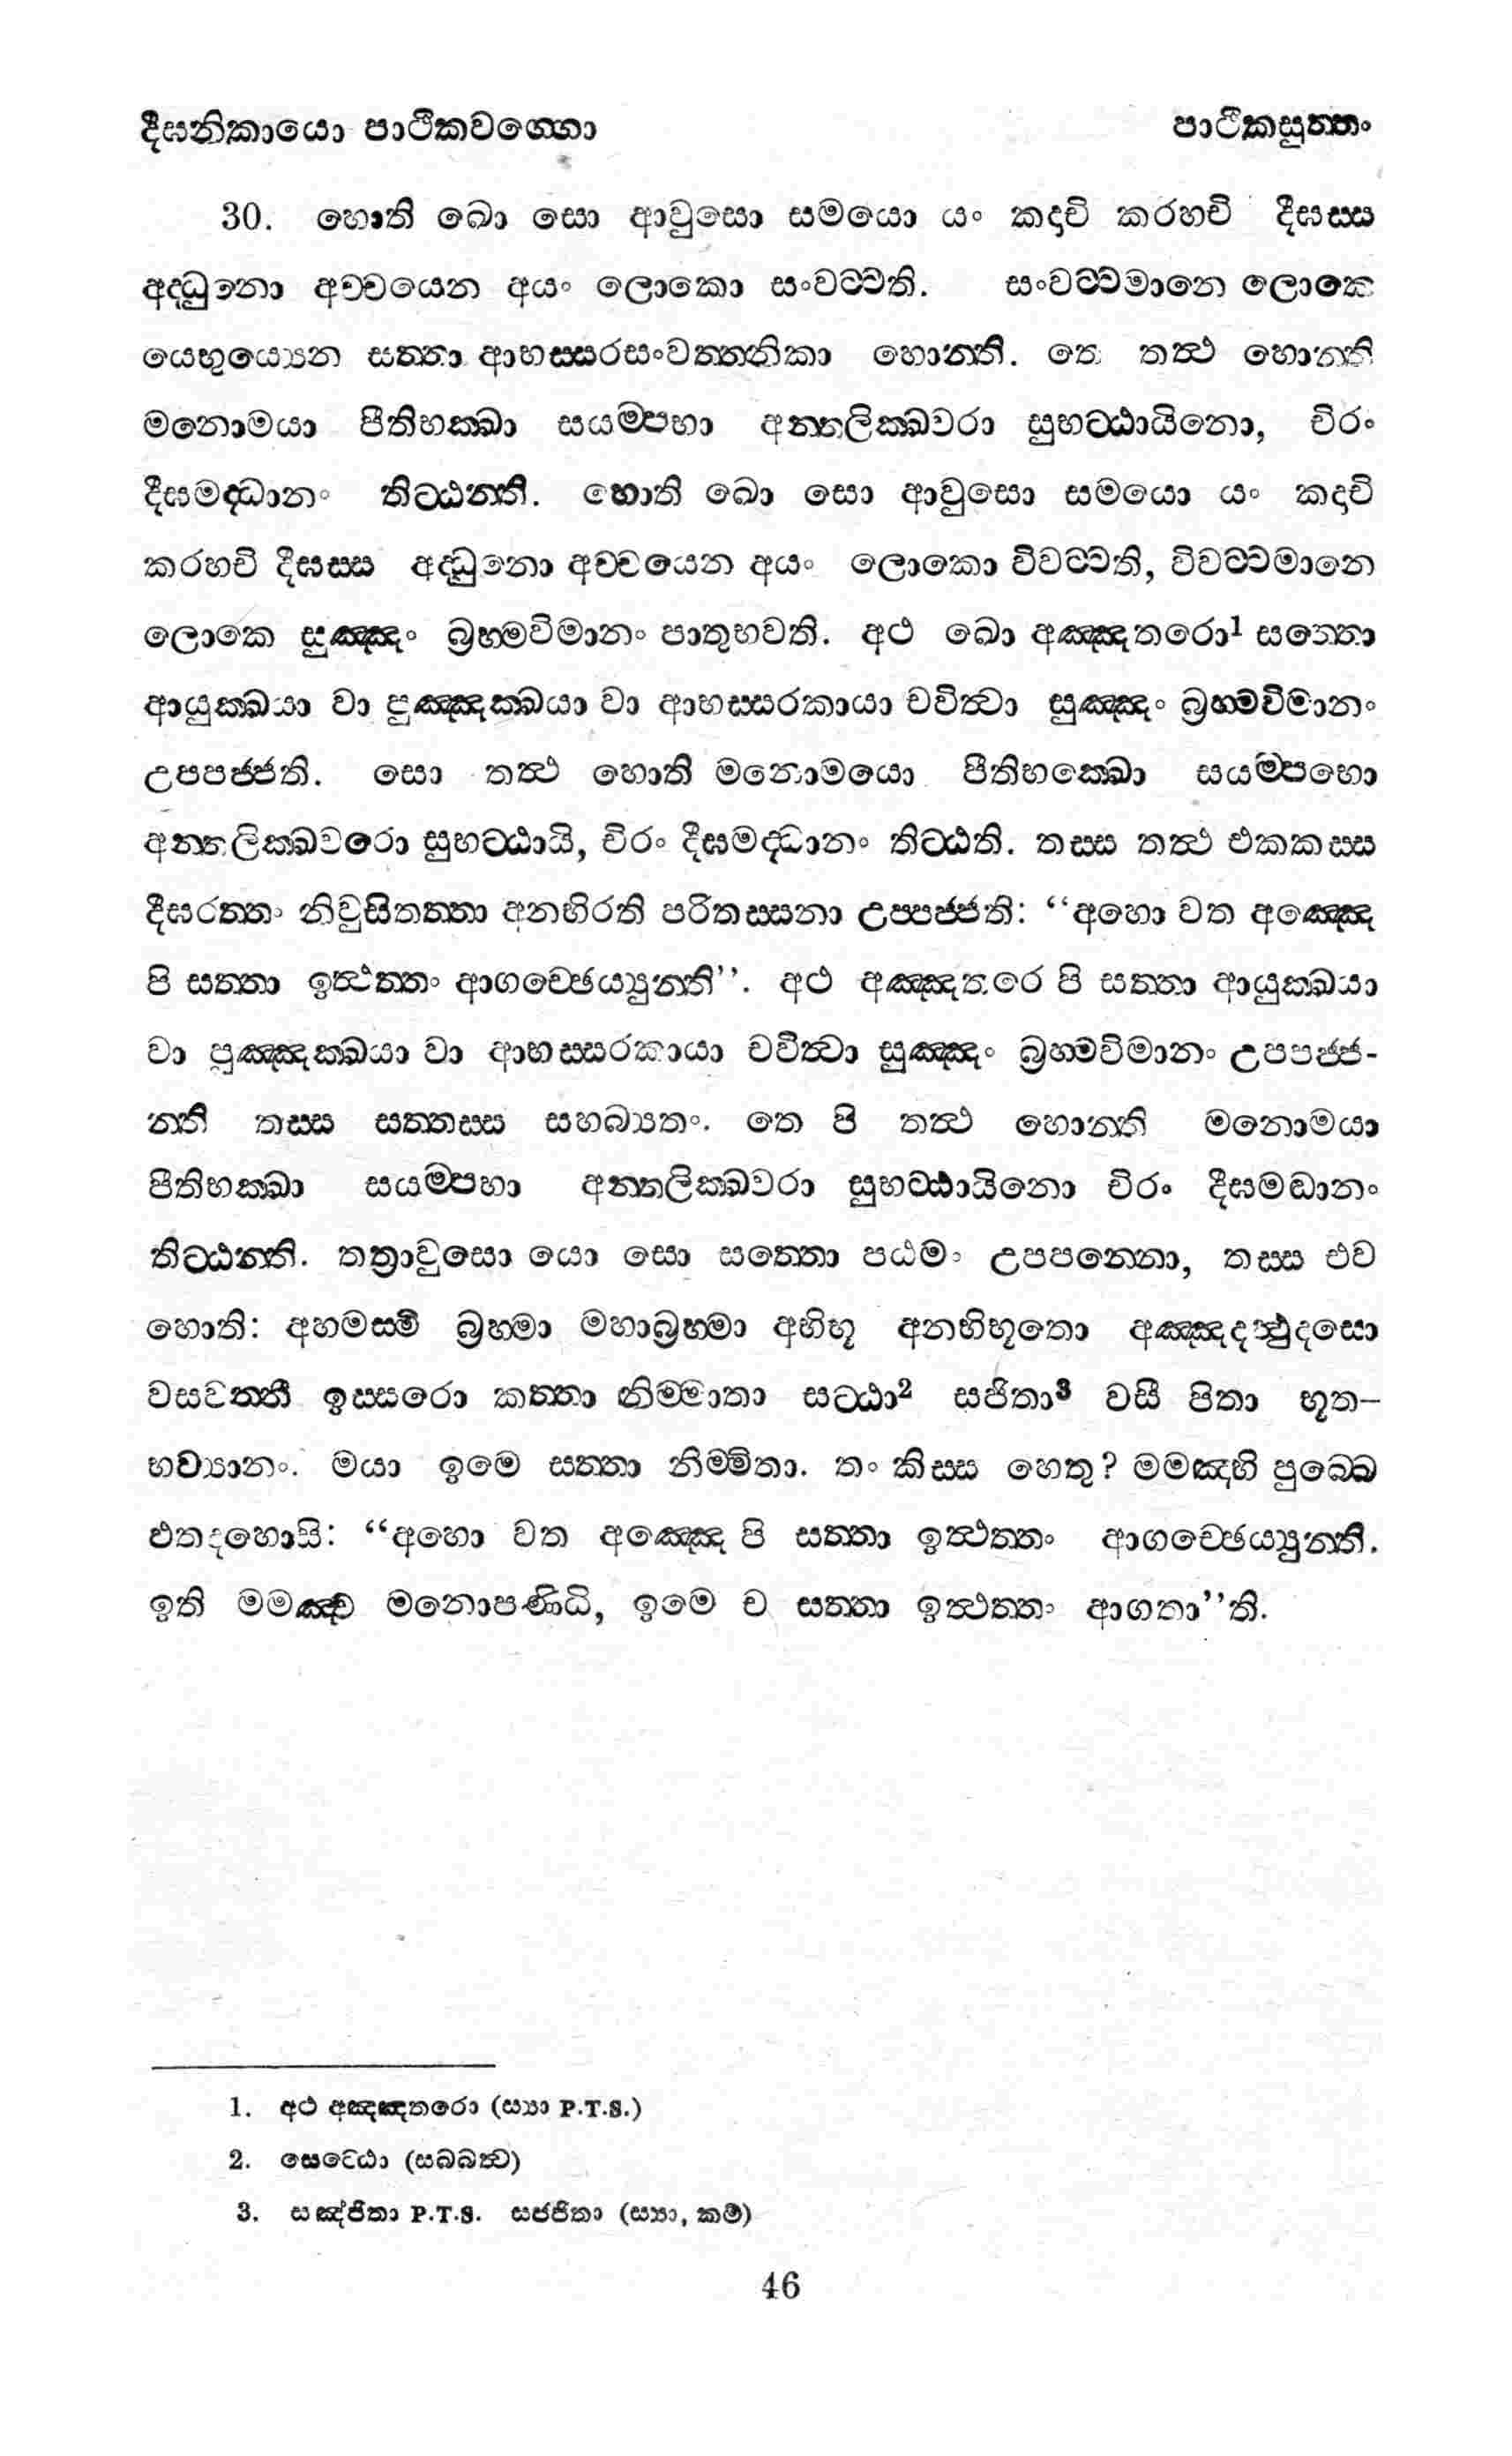 දීඝනිකායො පාථිකවග්ගො පාථිකසුත්තං
30. හොති ඛො සො ආවුසො සමයො යං කදාචි කරහචි දීඝස්ස
අද්ධුනො අච්චයෙන අයං ලොකො සංවට්ටති. සංවට්ටමානෙ ලොකෙ
යෙභුය්‍යෙන සත්තා ආභස්සරසංවත්තනිකා හොන්ති. තෙ තත්‍ථ හොන්ති
මනොමයා පීතිභක්ඛා සයම්පභා අන්තලික්ඛචරා සුභට්ඨායිනො, චිරං
දීඝමද්ධානං තිට්ඨන්ති. හොති ඛො සො ආවුසො සමයො යං කදාචි
කරහචි දීඝස්ස අද්ධුනො අච්චයෙන අයං ලොකො විවට්ටති, විවට්ටමානෙ
ලොකෙ සුඤ්ඤං බ්‍රහ්මවිමානං පාතුභවති. අථ ඛො අඤ්ඤතරො¹ සත්තො
ආයුක්ඛයා වා පුඤ්ඤක්ඛයා වා ආභස්සරකායා චවිත්‍වා සුඤ්ඤං බ්‍රහ්මවිමානං
උපපජ්ජති. සො තත්‍ථ හොති මනොමයො පීතිභක්ඛො සයම්පභො
අන්තලික්ඛචරො සුභට්ඨායි, චිරං දීඝමද්ධානං තිට්ඨති. තස්ස තත්‍ථ එකකස්ස
දීඝරත්තං නිවුසිතත්තා අනභිරති පරිතස්සනා උප්පජ්ජති: “අහො වත අඤ්ඤෙ
පි සත්තා ඉත්‍ථත්තං ආගච්ඡෙය්‍යුන්ති”. අථ අඤ්ඤතරෙ පි සත්තා ආයුක්ඛයා
වා පුඤ්ඤක්ඛයා වා ආභස්සරකායා චවිත්‍වා සුඤ්ඤං බ්‍රහ්මවිමානං උපපජ්ජ-
න්ති තස්ස සත්තස්ස සහබ්‍යතං. තෙ පි තත්‍ථ හොන්ති මනොමයා
පීතිභක්ඛා සයම්පභා අන්තලික්ඛචරා සුභට්ඨායිනො චිරං දීඝමද්ධානං
තිට්ඨන්ති. තත්‍රාවුසො යො සො සත්තො පඨමං උපපන්නො, තස්ස එවං
හොති: අහමස්මි බ්‍රහ්මා මහාබ්‍රහ්මා අභිභූ අනභිභූතො අඤ්ඤදත්‍ථුදසො
වසවත්තී ඉස්සරො කත්තා නිම්මාතා සට්ඨා² සජිතා³ වසී පිතා භූත-
භව්‍යානං. මයා ඉමෙ සත්තා නිම්මිතා. තං කිස්ස හෙතු? මමඤ්හි පුබ්බෙ
එතදහොසි: “අහො වත අඤ්ඤෙ පි සත්තා ඉත්‍ථත්තං ආගච්ඡෙය්‍යුන්ති.
ඉති මමඤ්ච මනොපණිධි, ඉමෙ ච සත්තා ඉත්‍ථත්තං ආගතා”ති.
1. අථ අඤ්ඤතරො (ස්‍යා P.T.S.)
2. සෙට්ඨො (සබ්බත්‍ථ)
3. සඤ්ජිතා P.T.S. සජ්ජිතා (ස්‍යා, කම්)
46